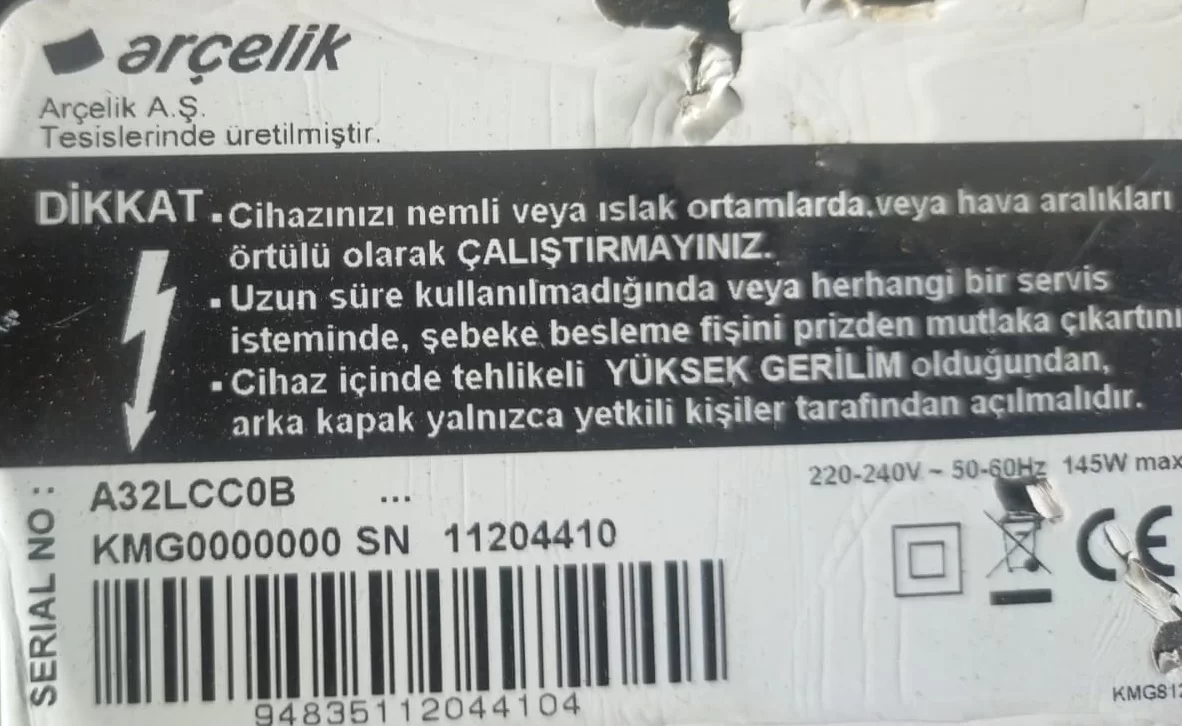 arçelik
Arçelik A.Ş.
Tesislerinde üretilmiştir.
DİKKAT . Cihazınızı nemli veya ıslak ortamlarda.veya hava aralıkları
örtülü olarak ÇALIŞTIRMAYINIZ.
. Uzun süre kullanılmadığında veya herhangi bir servis
isteminde, şebeke besleme fişini prizden mutlaka çıkartını
. Cihaz içinde tehlikeli YÜKSEK GERİLİM olduğundan,
arka kapak yalnızca yetkili kişiler tarafından açılmalıdır.
220-240V ~ 50-60Hz 145W max
A32LCC0B ...
KMG0000000 SN 11204410
SERIAL NO :
94835112044104
CE
KMG812